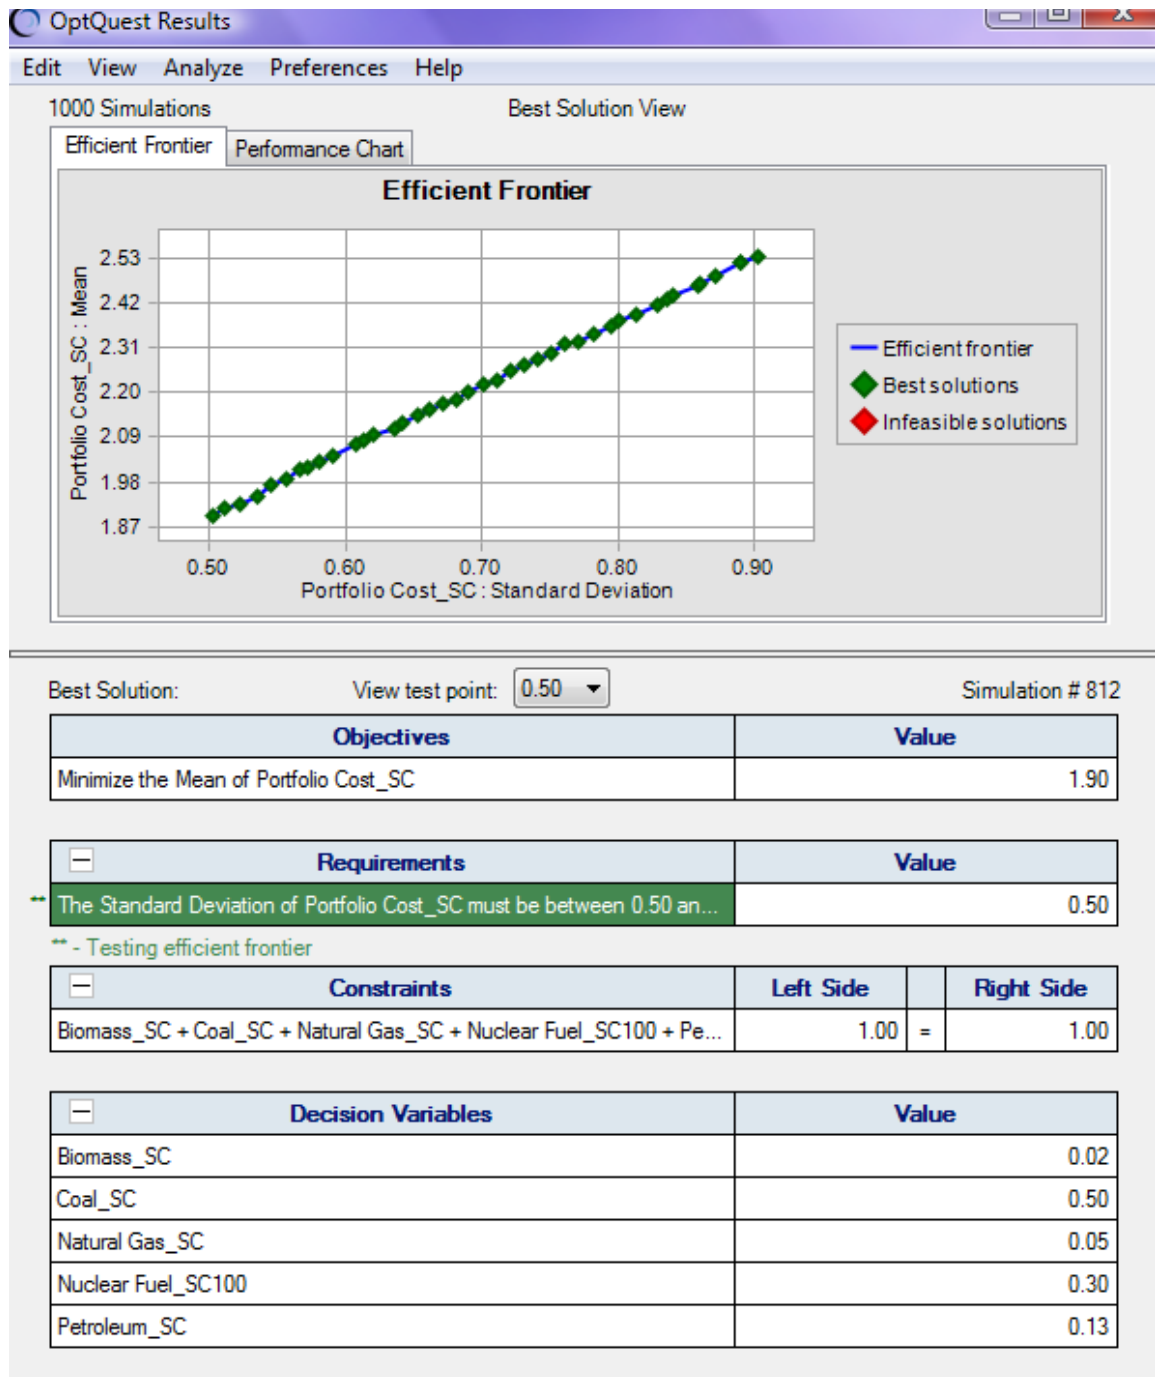 OptQuest Results
Edit View Analyze Preferences Help
1000 Simulations Best Solution View
Efficient Frontier Performance Chart
Efficient Frontier
Portfolio Cost_SC : Mean
2.53
2.42
2.31
2.20
2.09
1.98
1.87
0.50 0.60 0.70 0.80 0.90
Portfolio Cost_SC : Standard Deviation
Efficient frontier
Best solutions
Infeasible solutions
Best Solution: View test point: 0.50 Simulation # 812
Objectives Value
Minimize the Mean of Portfolio Cost_SC 1.90
Requirements Value
** The Standard Deviation of Portfolio Cost_SC must be between 0.50 an... 0.50
** - Testing efficient frontier
Constraints Left Side Right Side
Biomass_SC + Coal_SC + Natural Gas_SC + Nuclear Fuel_SC100 + Pe... 1.00 = 1.00
Decision Variables Value
Biomass_SC 0.02
Coal_SC 0.50
Natural Gas_SC 0.05
Nuclear Fuel_SC100 0.30
Petroleum_SC 0.13